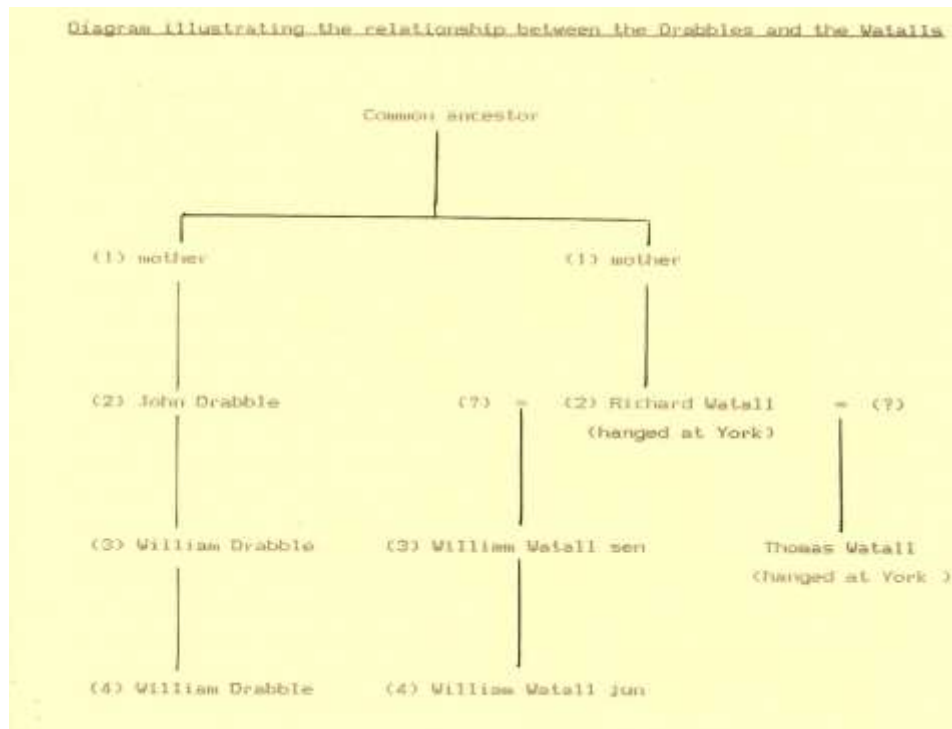 Diagram illustrating the relationship between the Drabbles and the Watalls
Common ancestor
(1) mother (1) mother
(2) John Drabble (?) = (2) Richard Watall = (?)
(hanged at York)
(3) William Drabble (3) William Watall sen Thomas Watall
(hanged at York )
(4) William Drabble (4) William Watall jun